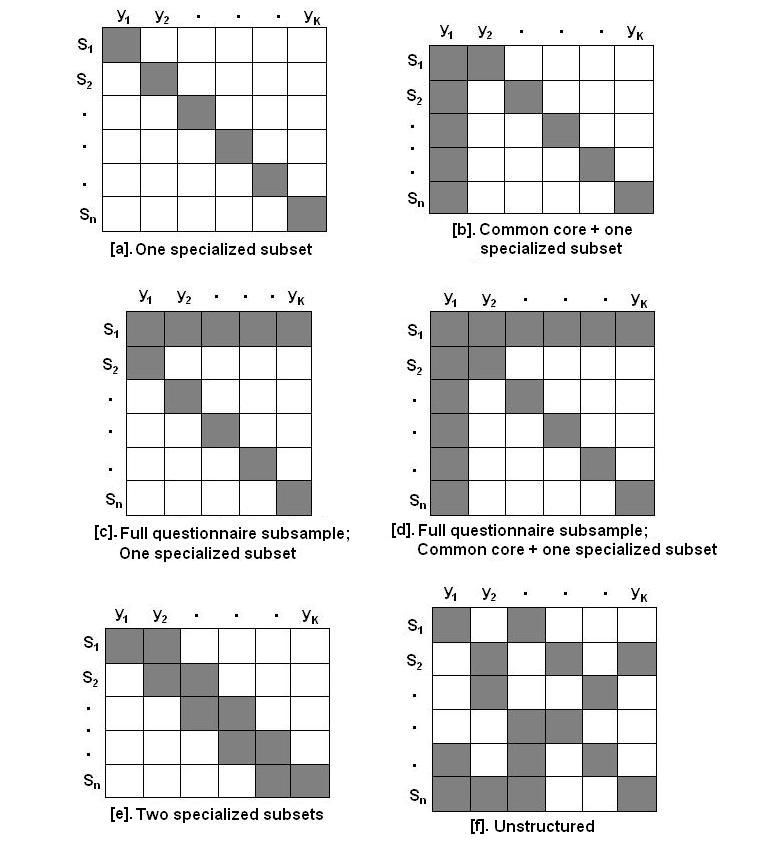 y1 y2 . . . yK
S1
S2
.
.
.
Sn
[a]. One specialized subset
y1 y2 . . . yK
S1
S2
.
.
.
Sn
[b]. Common core + one
specialized subset
y1 y2 . . . yK
S1
S2
.
.
.
Sn
[c]. Full questionnaire subsample;
One specialized subset
y1 y2 . . . yK
S1
S2
.
.
.
Sn
[d]. Full questionnaire subsample;
Common core + one specialized subset
y1 y2 . . . yK
S1
S2
.
.
Sn
[e]. Two specialized subsets
y1 y2 . . . yK
S1
S2
.
.
.
Sn
[f]. Unstructured